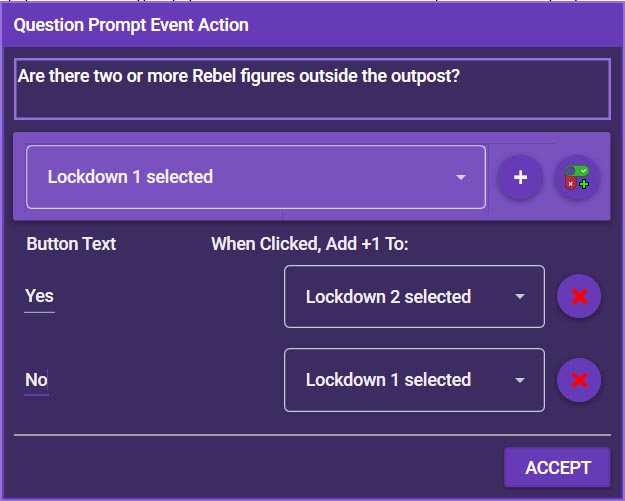 Question Prompt Event Action
Are there two or more Rebel figures outside the outpost?
Lockdown 1 selected
Button Text When Clicked, Add +1 To:
Yes Lockdown 2 selected
No Lockdown 1 selected
ACCEPT